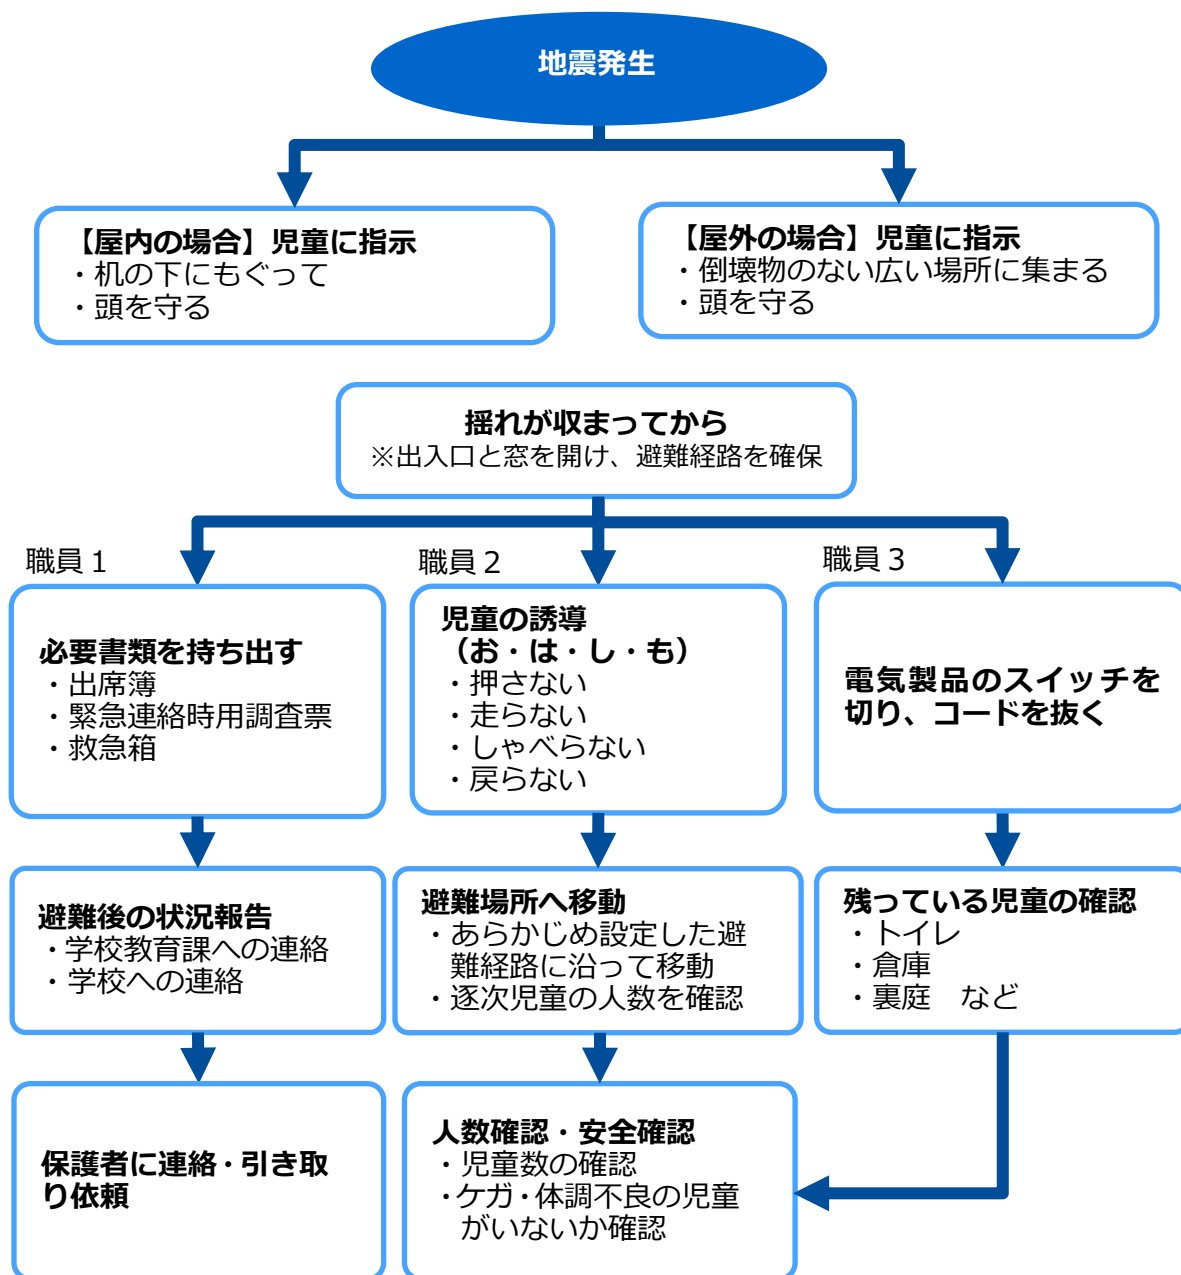 地震発生
【屋内の場合】児童に指示
・机の下にもぐって
・頭を守る
【屋外の場合】児童に指示
・倒壊物のない広い場所に集まる
・頭を守る
揺れが収まってから
※出入口と窓を開け、避難経路を確保
職員１
必要書類を持ち出す
・出席簿
・緊急連絡時用調査票
・救急箱
職員２
児童の誘導
（お・は・し・も）
・押さない
・走らない
・しゃべらない
・戻らない
職員３
電気製品のスイッチを
切り、コードを抜く
避難後の状況報告
・学校教育課への連絡
・学校への連絡
避難場所へ移動
・あらかじめ設定した避
難経路に沿って移動
・逐次児童の人数を確認
残っている児童の確認
・トイレ
・倉庫
・裏庭　など
保護者に連絡・引き取
り依頼
人数確認・安全確認
・児童数の確認
・ケガ・体調不良の児童
がいないか確認